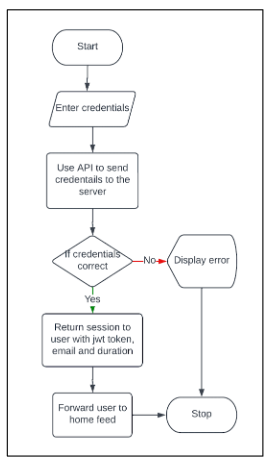 Start
Enter credentials
Use API to send
credentails to the
server
If credentials
correct
No
Display error
Yes
Return session to
user with jwt token,
email and duration
Forward user to
home feed
Stop